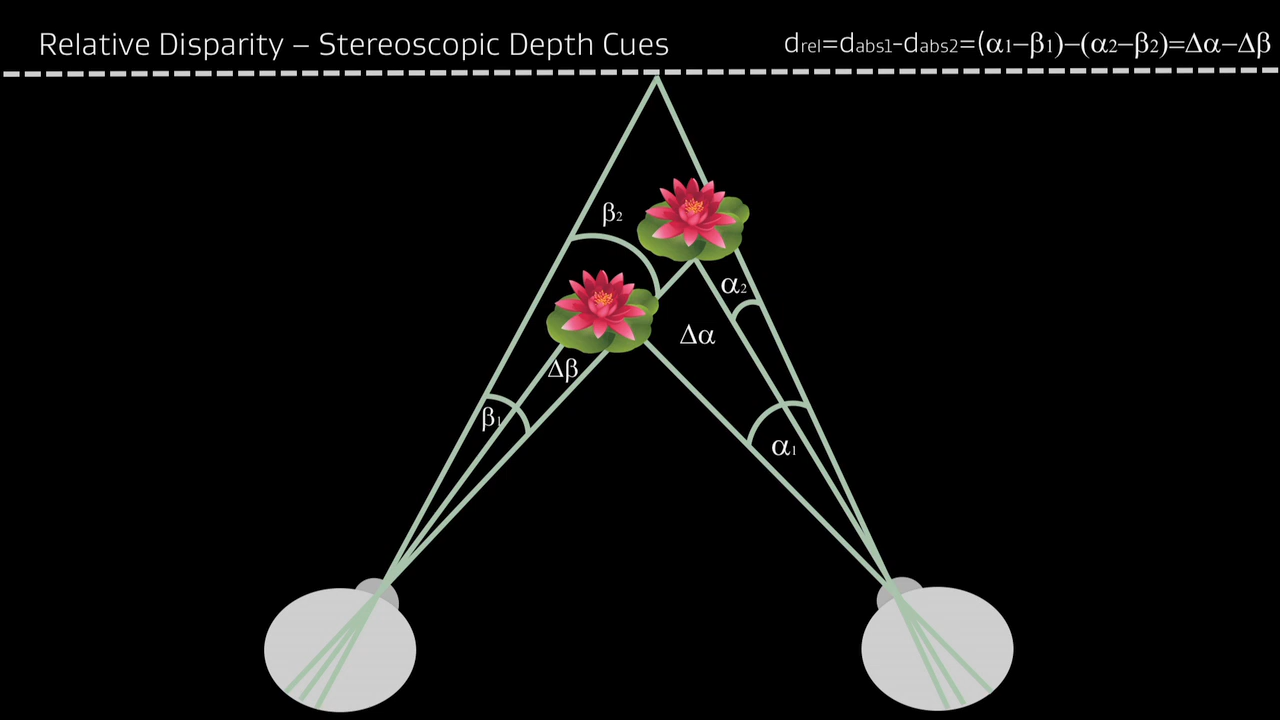 Relative Disparity – Stereoscopic Depth Cues
drel=dabs1-dabs2=(α1–β1)–(α2–β2)=Δα–Δβ
β2
α2
Δα
Δβ
β1
α1